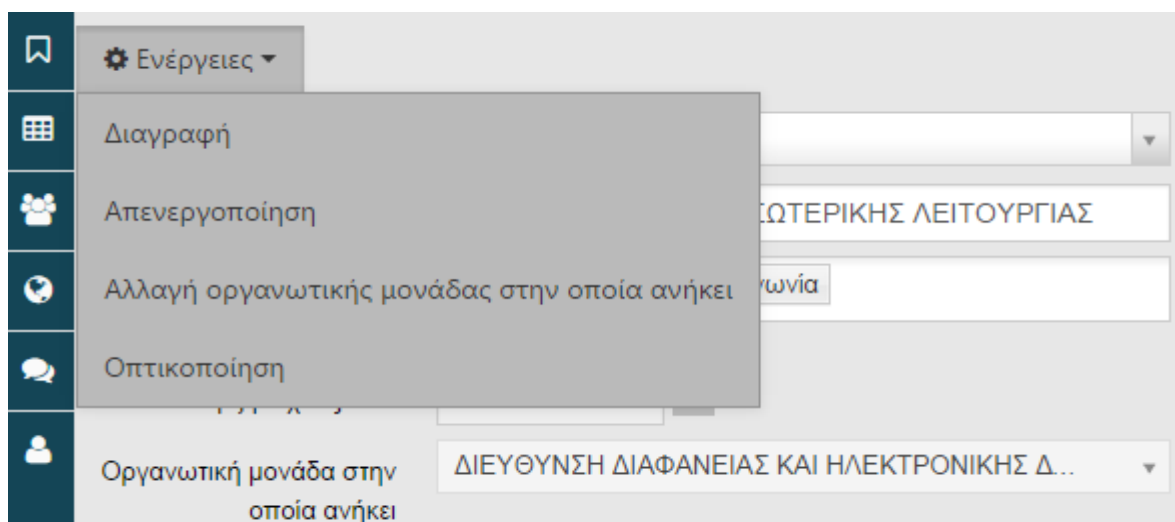 Ενέργειες
Διαγραφή
Απενεργοποίηση
ΛΕΙΤΟΥΡΓΙΑΣ
Αλλαγή οργανωτικής μονάδας στην οποία ανήκει
Οπτικοποίηση
Οργανωτική μονάδα στην
οποία ανήκει
ΔΙΕΥΘΥΝΣΗ ΔΙΑΦΑΝΕΙΑΣ ΚΑΙ ΗΛΕΚΤΡΟΝΙΚΗΣ Δ...